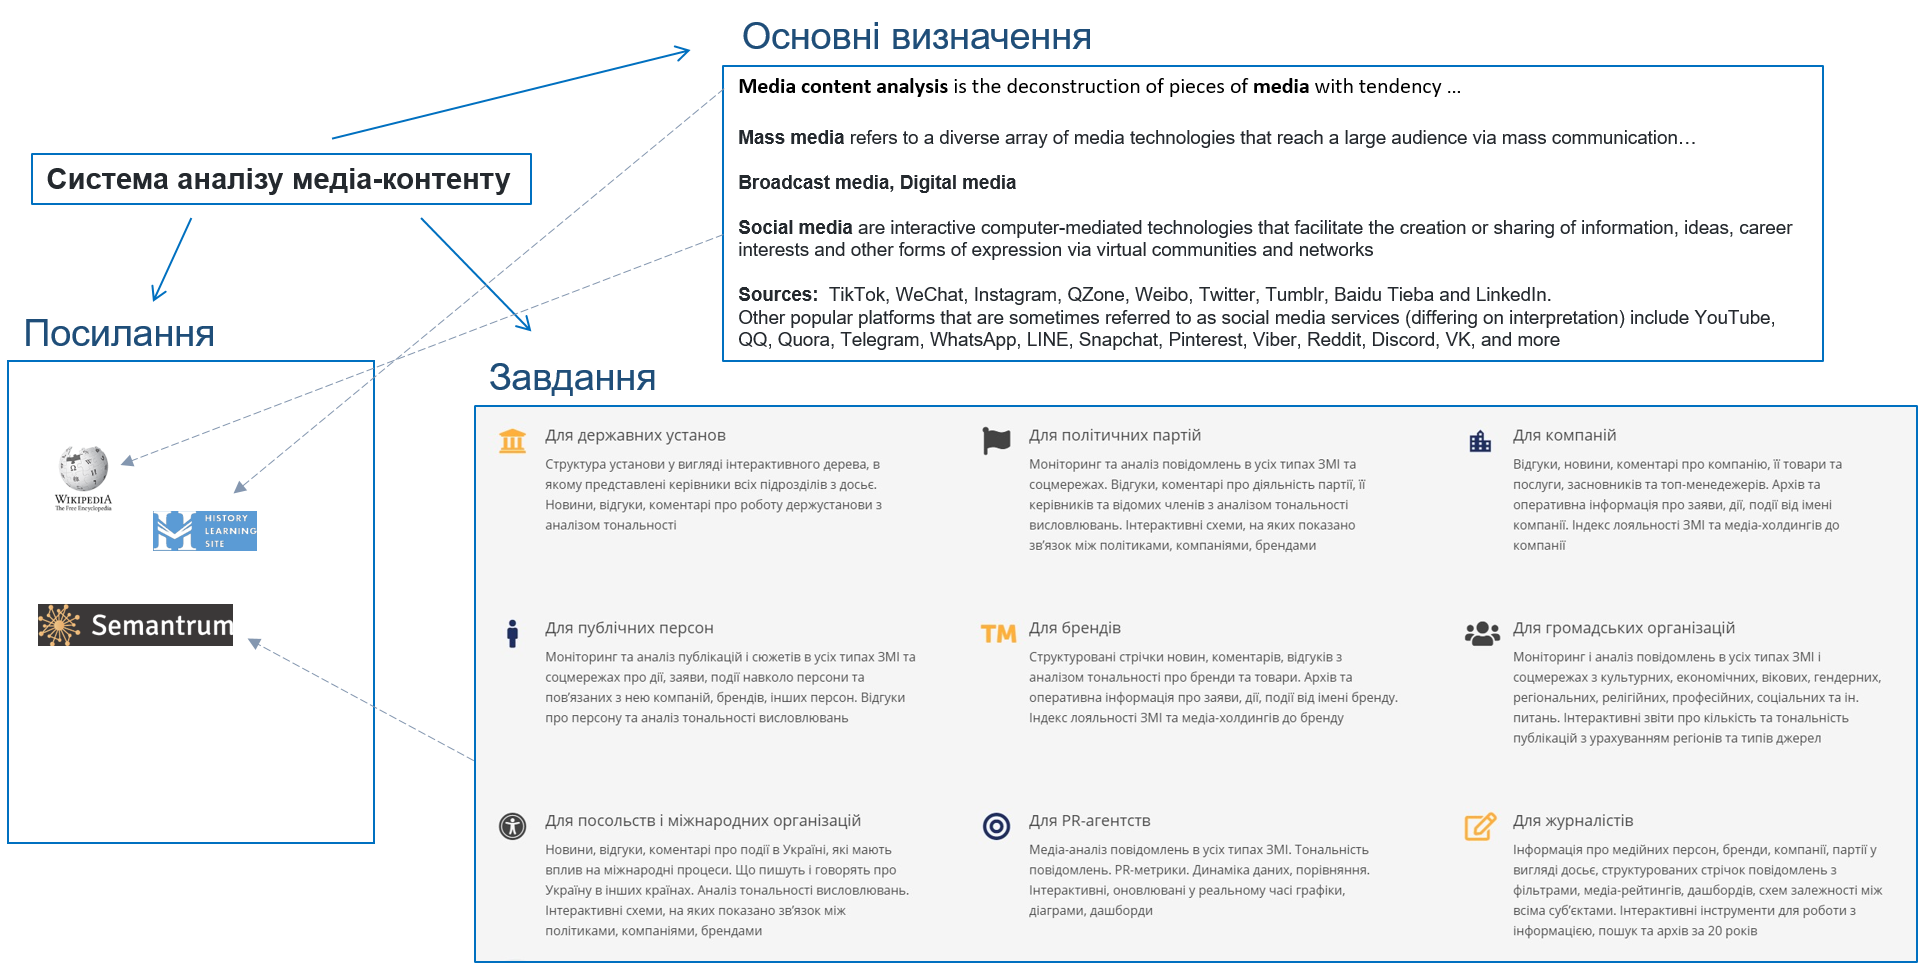 Основні визначення
Media content analysis is the deconstruction of pieces of media with tendency ...
Mass media refers to a diverse array of media technologies that reach a large audience via mass communication…
Broadcast media, Digital media
Social media are interactive computer-mediated technologies that facilitate the creation or sharing of information, ideas, career
interests and other forms of expression via virtual communities and networks
Sources: TikTok, WeChat, Instagram, QZone, Weibo, Twitter, Tumblr, Baidu Tieba and LinkedIn.
Other popular platforms that are sometimes referred to as social media services (differing on interpretation) include YouTube,
QQ, Quora, Telegram, WhatsApp, LINE, Snapchat, Pinterest, Viber, Reddit, Discord, VK, and more
Система аналізу медіа-контенту
Посилання
WIKIPEDIA
The Free Encyclopedia
HISTORY
LEARNING
SITE
Semantrum
Завдання
Для державних установ
Структура установи у вигляді інтерактивного дерева, в
якому представлені керівники всіх підрозділів з досьє.
Новини, відгуки, коментарі про роботу держустанови з
аналізом тональності
Для політичних партій
Моніторинг та аналіз повідомлень в усіх типах ЗМІ та
соцмережах. Відгуки, коментарі про діяльність партії, її
керівників та відомих членів з аналізом тональності
висловлювань. Інтерактивні схеми, на яких показано
зв’язок між політиками, компаніями, брендами
Для компаній
Відгуки, новини, коментарі про компанію, її товари та
послуги, засновників та топ-менедежерів. Архів та
оперативна інформація про заяви, дії, події від імені
компанії. Індекс лояльності ЗМІ та медіа-холдингів до
компанії
Для публічних персон
Моніторинг та аналіз публікацій і сюжетів в усіх типах ЗМІ та
соцмережах про дії, заяви, події навколо персони та
пов’язаних з нею компаній, брендів, інших персон. Відгуки
про персону та аналіз тональності висловлювань
TM
Для брендів
Структуровані стрічки новин, коментарів, відгуків з
аналізом тональності про бренди та товари. Архів та
оперативна інформація про заяви, дії, події від імені бренду.
Індекс лояльності ЗМІ та медіа-холдингів до бренду
Для громадських організацій
Моніторинг і аналіз повідомлень в усіх типах ЗМІ і
соцмережах з культурних, економічних, вікових, гендерних,
регіональних, релігійних, професійних, соціальних та ін.
питань. Інтерактивні звіти про кількість та тональність
публікацій з урахуванням регіонів та типів джерел
Для посольств і міжнародних організацій
Новини, відгуки, коментарі про події в Україні, які мають
вплив на міжнародні процеси. Що пишуть і говорять про
Україну в інших країнах. Аналіз тональності висловлювань.
Інтерактивні схеми, на яких показано зв’язок між
політиками, компаніями, брендами
Для PR-агентств
Медіа-аналіз повідомлень в усіх типах ЗМІ. Тональність
повідомлень. PR-метрики. Динаміка даних, порівняння.
Інтерактивні, оновлювані у реальному часі графіки,
діаграми, дашборди
Для журналістів
Інформація про медійних персон, бренди, компанії, партії у
вигляді досьє, структурованих стрічок повідомлень з
фільтрами, медіа-рейтингів, дашбордів, схем залежності між
всіма суб’єктами. Інтерактивні інструменти для роботи з
інформацією, пошук та архів за 20 років